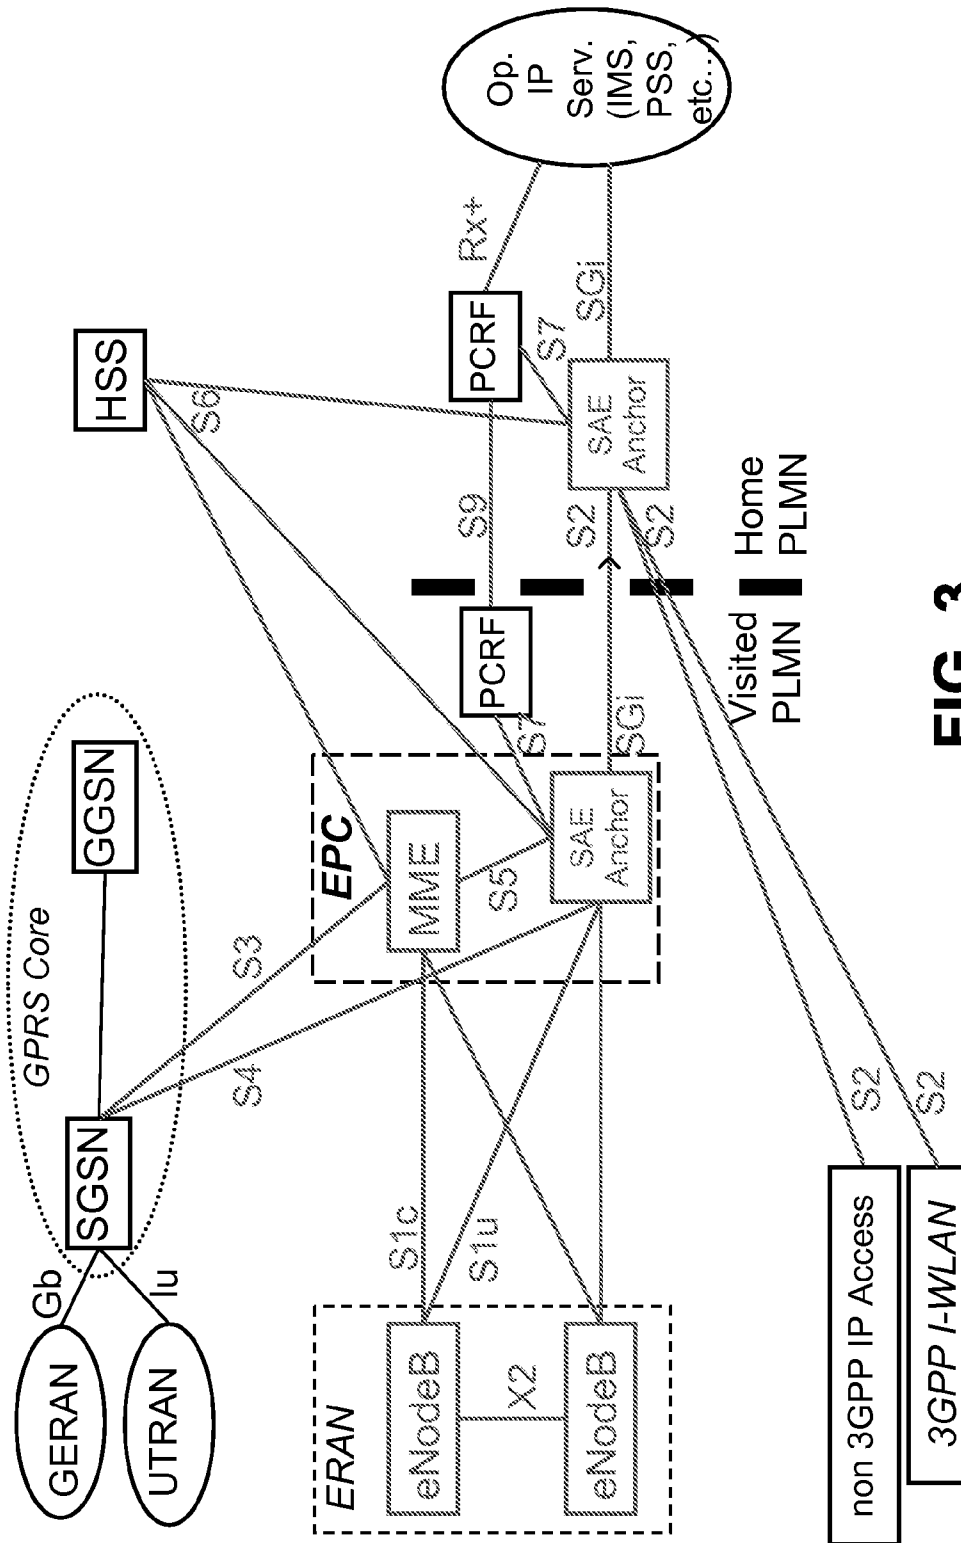 GERAN
Gb
UTRAN
Iu
SGSN
GPRS Core
GGSN
HSS
S3
S4
S6
ERAN
eNodeB
X2
eNodeB
S1c
S1u
EPC
MME
S5
SAE
Anchor
S7
SGi
PCRF
S9
PCRF
Rx+
S7
S2
S2
SAE
Anchor
SGi
Op.
IP
Serv.
(IMS,
PSS,
etc...)
Visited
PLMN
Home
PLMN
non 3GPP IP Access
S2
3GPP I-WLAN
S2
FIG. 3